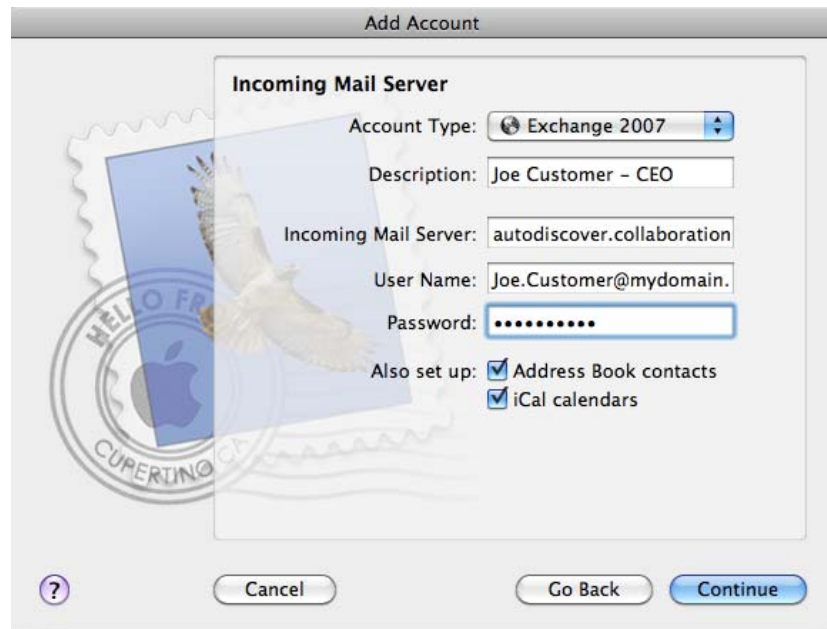 Add Account
Incoming Mail Server
Account Type: Exchange 2007
Description: Joe Customer – CEO
Incoming Mail Server: autodiscover.collaboration
User Name: Joe.Customer@mydomain.
Password: ••••••••••
Also set up: Address Book contacts
iCal calendars
HELLO FR
CUPERTINO CA
?
Cancel
Go Back
Continue